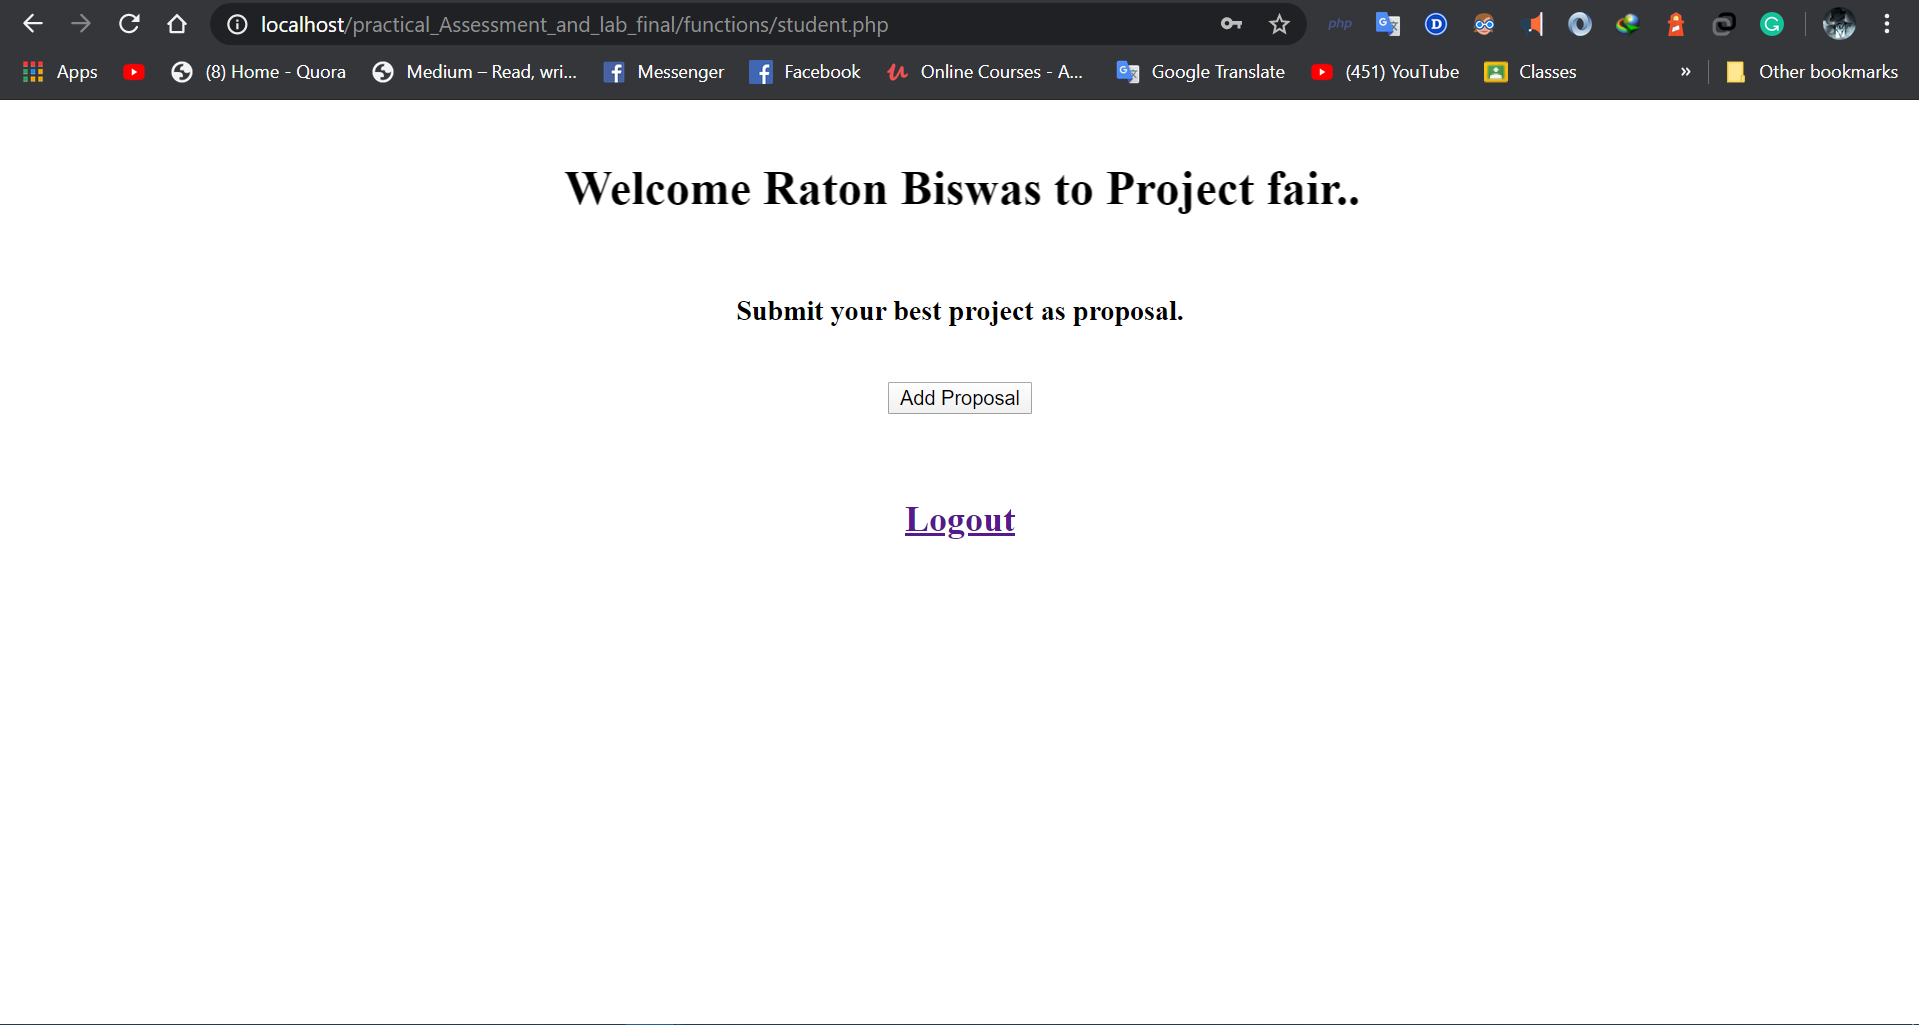 localhost/practical_Assessment_and_lab_final/functions/student.php php
Apps (8) Home - Quora Medium – Read, wri... Messenger Facebook Online Courses - A... Google Translate (451) YouTube Classes » Other bookmarks
Welcome Raton Biswas to Project fair..
Submit your best project as proposal.
Add Proposal
Logout